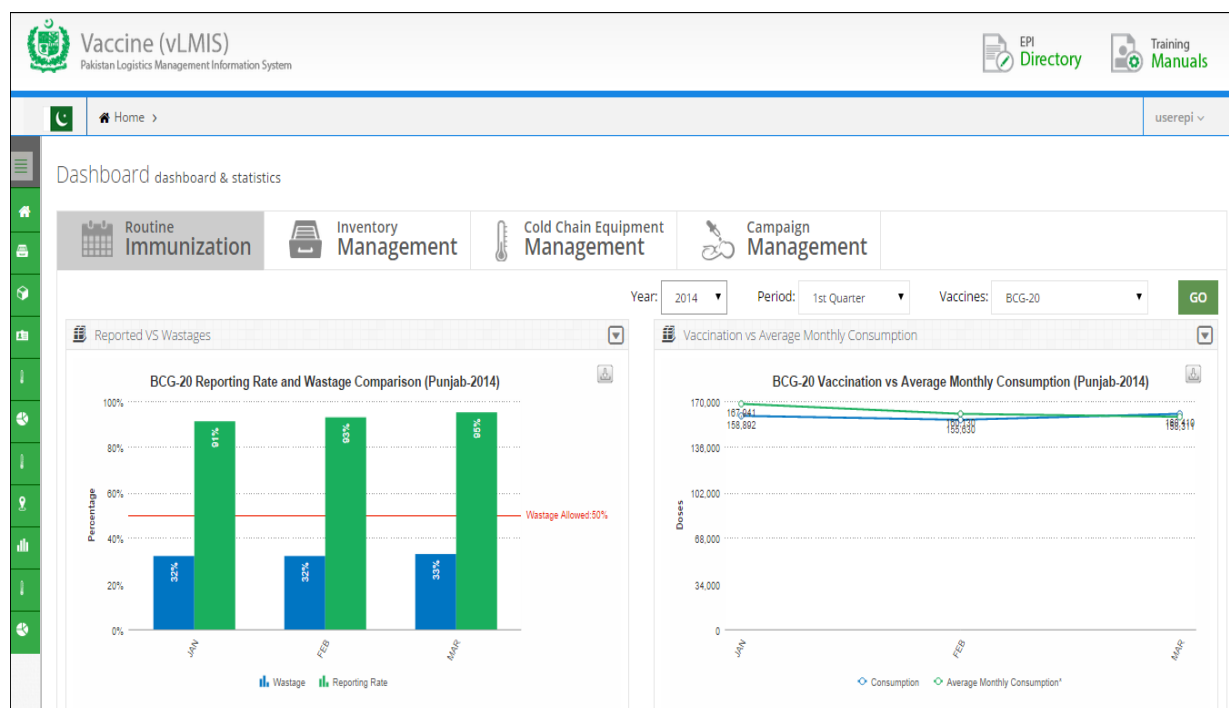 Vaccine (vLMIS)
Pakistan Logistics Management Information System
EPI
Directory
Training
Manuals
Home >
userepi
Dashboard dashboard & statistics
Routine
Immunization
Inventory
Management
Cold Chain Equipment
Management
Campaign
Management
Year: 2014 Period: 1st Quarter Vaccines: BCG-20 GO
Reported VS Wastages
BCG-20 Reporting Rate and Wastage Comparison (Punjab-2014)
100%
80%
60%
40%
20%
0%
Percentage
91%
93%
95%
32%
32%
33%
Wastage Allowed:50%
JAN
FEB
MAR
Wastage Reporting Rate
Vaccination vs Average Monthly Consumption
BCG-20 Vaccination vs Average Monthly Consumption (Punjab-2014)
170,000
136,000
102,000
68,000
34,000
0
Doses
158,892
JAN
FEB
MAR
Consumption Average Monthly Consumption*